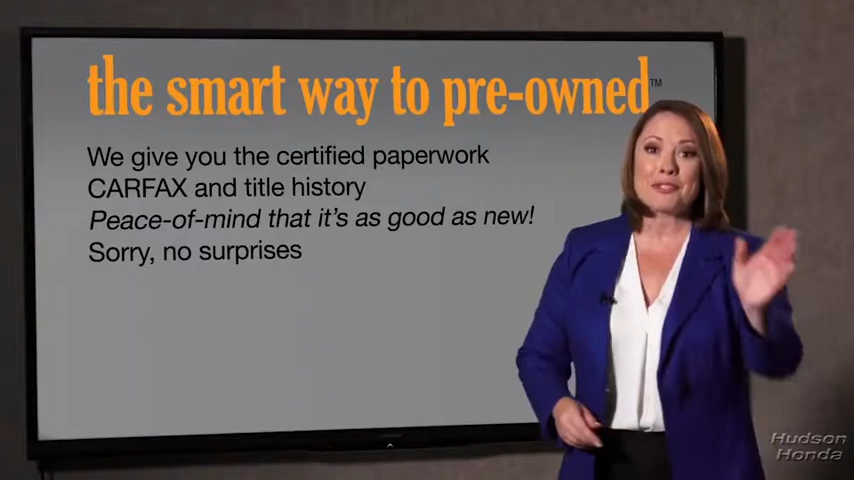 the smart way to pre-owned™
We give you the certified paperwork
CARFAX and title history
Peace-of-mind that it's as good as new!
Sorry, no surprises
Hudson
Honda